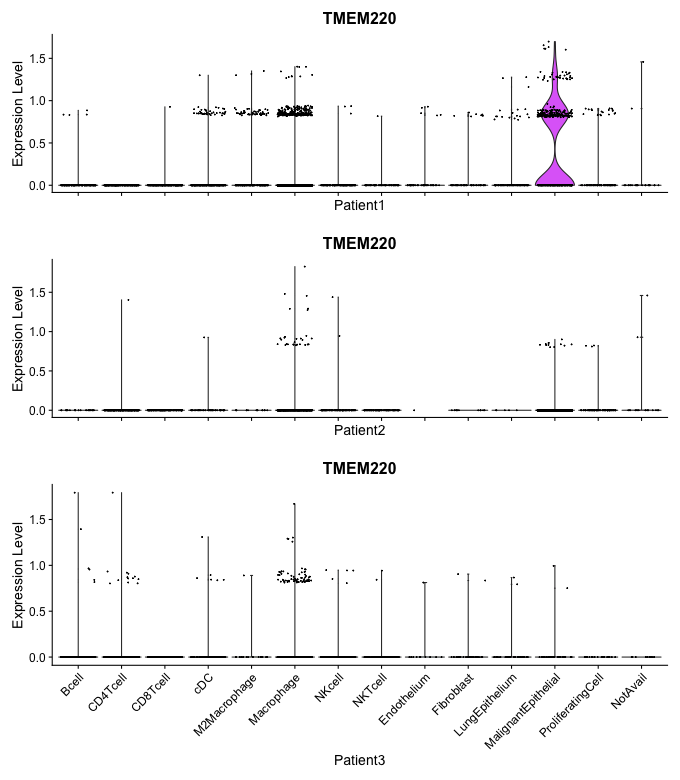 TMEM220
Expression Level
1.5
1.0
0.5
0.0
Patient1
TMEM220
Expression Level
1.5
1.0
0.5
0.0
Patient2
TMEM220
Expression Level
1.5
1.0
0.5
0.0
Bcell
CD4Tcell
CD8Tcell
cDC
M2Macrophage
Macrophage
NKcell
NKTcell
Endothelium
Fibroblast
LungEpithelium
MalignantEpithelial
ProliferatingCell
NotAvail
Patient3